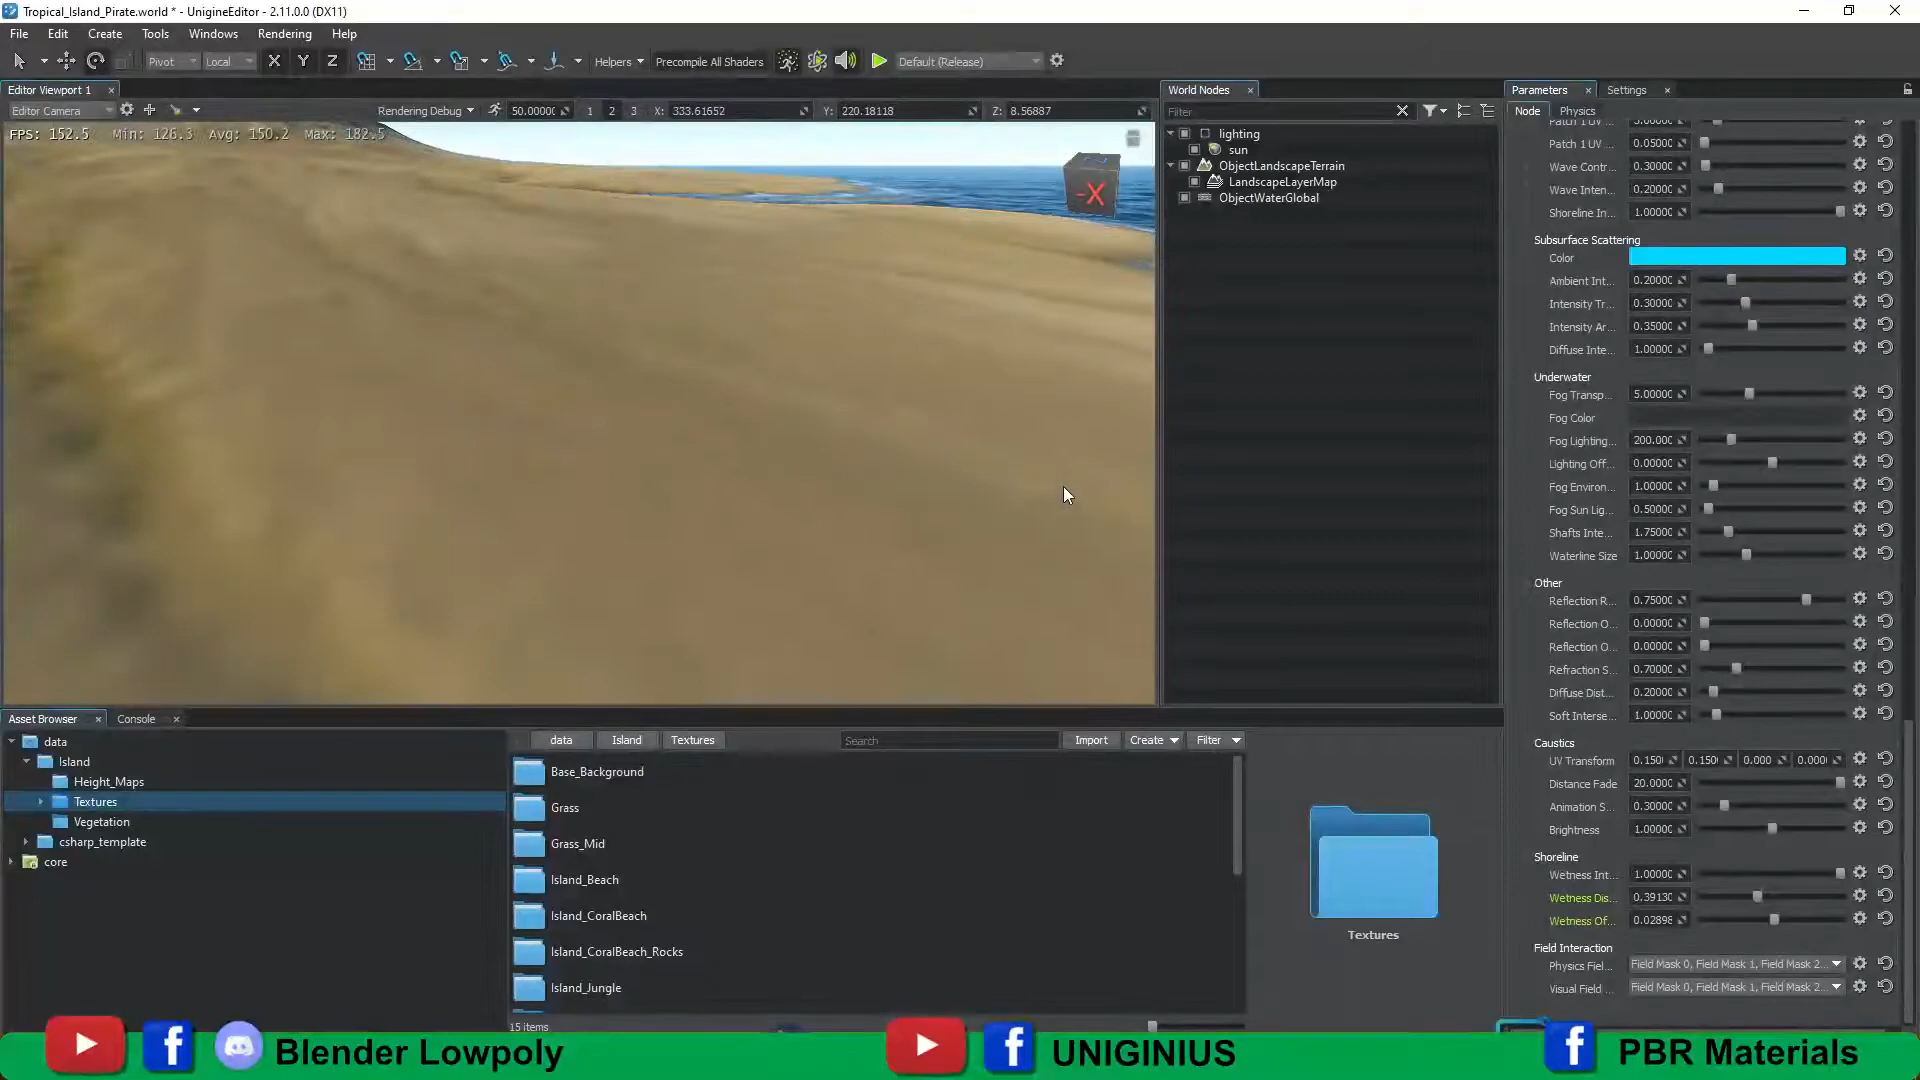 Tropical_Island_Pirate.world * - UnigineEditor - 2.11.0.0 (DX11)
File Edit Create Tools Windows Rendering Help
Pivot Local X Y Z Helpers Precompile All Shaders Default (Release)
Editor Viewport 1
Editor Camera Rendering Debug 50.00000 1 2 3 X: 333.61652 Y: 220.18118 Z: 8.56887
FPS: 152.5 Min: 126.3 Avg: 150.2 Max: 182.5
-X
World Nodes
Filter
lighting
sun
ObjectLandscapeTerrain
LandscapeLayerMap
ObjectWaterGlobal
Parameters Settings
Node Physics
Patch 1 UV ...
Patch 1 UV ... 0.05000
Wave Contr... 0.30000
Wave Inten... 0.20000
Shoreline In... 1.00000
Subsurface Scattering
Color
Ambient Int... 0.20000
Intensity Tr... 0.30000
Intensity Ar... 0.35000
Diffuse Inte... 1.00000
Underwater
Fog Transp... 5.00000
Fog Color
Fog Lighting... 200.000
Lighting Off... 0.00000
Fog Environ... 1.00000
Fog Sun Lig... 0.50000
Shafts Inte... 1.75000
Waterline Size 1.00000
Other
Reflection R... 0.75000
Reflection O... 0.00000
Reflection O... 0.00000
Refraction S... 0.70000
Diffuse Dist... 0.20000
Soft Interse... 1.00000
Caustics
UV Transform 0.150 0.150 0.000 0.000
Distance Fade 20.0000
Animation S... 0.30000
Brightness 1.00000
Shoreline
Wetness Int... 1.00000
Wetness Dis... 0.39130
Wetness Of... 0.02898
Field Interaction
Physics Fiel... Field Mask 0, Field Mask 1, Field Mask 2...
Visual Field ... Field Mask 0, Field Mask 1, Field Mask 2...
Asset Browser Console
data
Island
Height_Maps
Textures
Vegetation
csharp_template
core
data Island Textures Search Import Create Filter
Base_Background
Grass
Grass_Mid
Island_Beach
Island_CoralBeach
Island_CoralBeach_Rocks
Island_Jungle
15 items
Textures
Blender Lowpoly
UNIGINIUS
PBR Materials